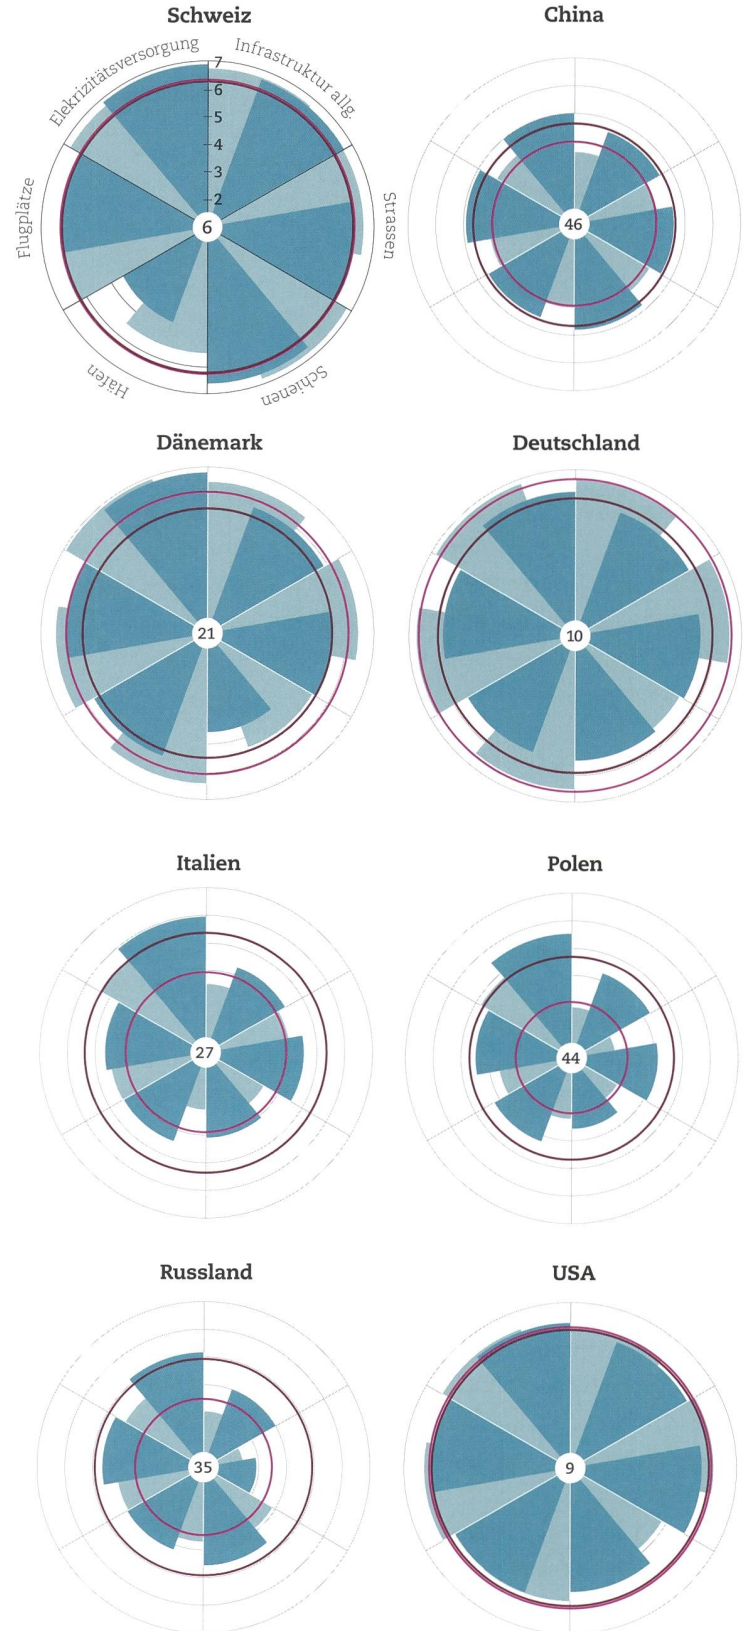 Schweiz
Elekrizitätsversorgung
Infrastruktur allg.
Flugplätze
Strassen
Häfen
Schienen
7
6
5
4
3
2
6
China
46
Dänemark
21
Deutschland
10
Italien
27
Polen
44
Russland
35
USA
9